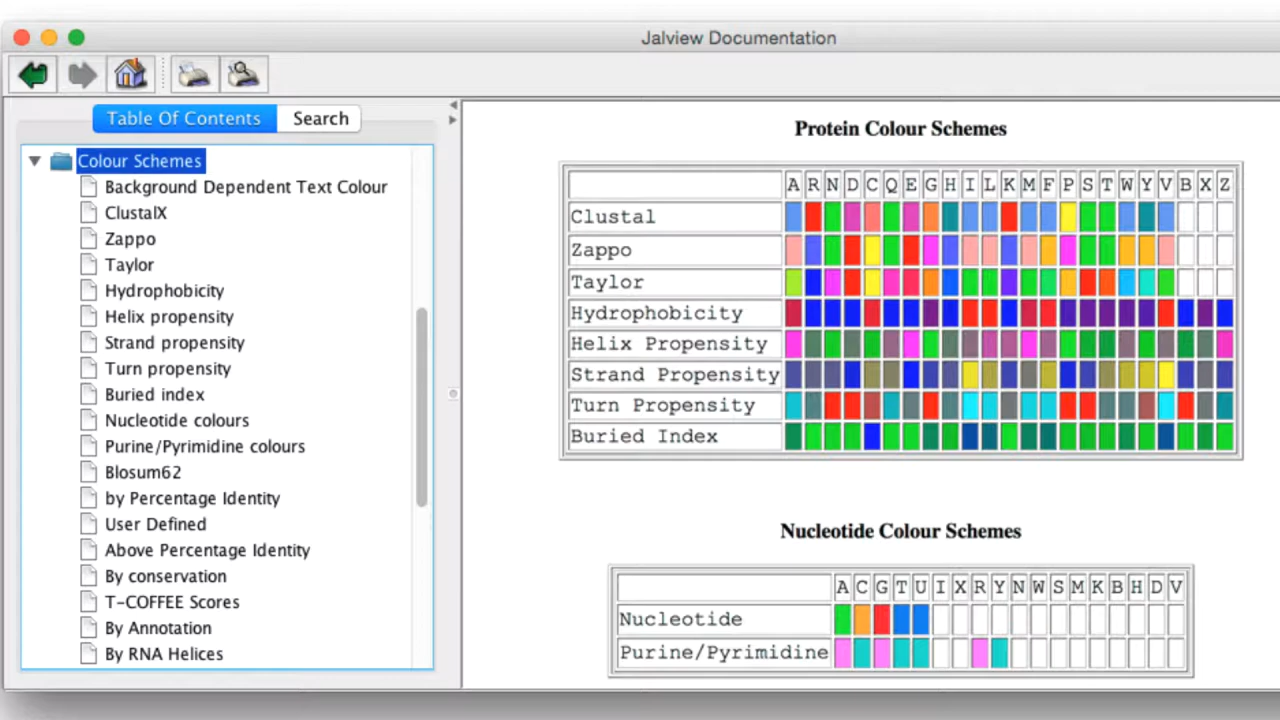 Jalview Documentation
Table Of Contents
Search
Colour Schemes
Background Dependent Text Colour
ClustalX
Zappo
Taylor
Hydrophobicity
Helix propensity
Strand propensity
Turn propensity
Buried index
Nucleotide colours
Purine/Pyrimidine colours
Blosum62
by Percentage Identity
User Defined
Above Percentage Identity
By conservation
T-COFFEE Scores
By Annotation
By RNA Helices
Protein Colour Schemes
A R N D C Q E G H I L K M F P S T W Y V B X Z
Clustal
Zappo
Taylor
Hydrophobicity
Helix Propensity
Strand Propensity
Turn Propensity
Buried Index
Nucleotide Colour Schemes
A C G T U I X R Y N W S M K B H D V
Nucleotide
Purine/Pyrimidine